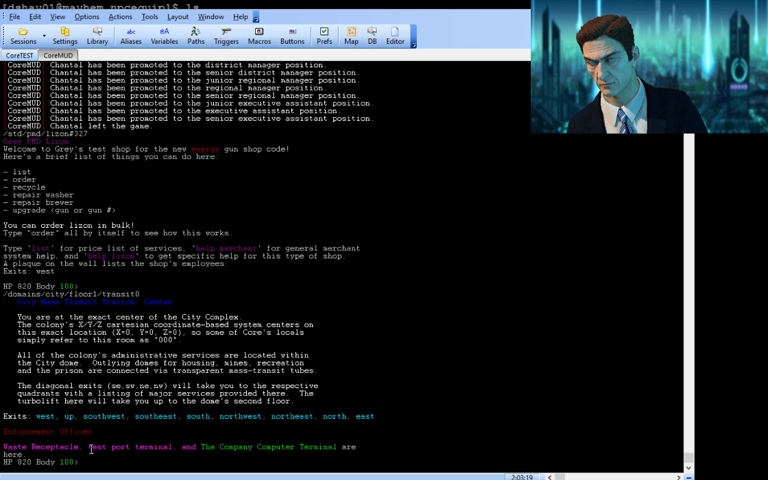 [dshav01@mayhem npcequip]$ ls
File View Options Actions Tools Layout Window Help
Sessions Settings Library Aliases Variables Paths Triggers Macros Buttons Prefs Map DB Editor
CoreTEST CoreMUD
CoreMUD Chantal has been promoted to the district manager position.
CoreMUD Chantal has been promoted to the senior district manager position.
CoreMUD Chantal has been promoted to the junior regional manager position.
CoreMUD Chantal has been promoted to the regional manager position.
CoreMUD Chantal has been promoted to the senior regional manager position.
CoreMUD Chantal has been promoted to the junior executive assistant position.
CoreMUD Chantal has been promoted to the executive assistant position.
CoreMUD Chantal has been promoted to the senior executive assistant position.
CoreMUD Chantal left the game.
/std/pmd/lizon#327
Grey PMD Lizon
Welcome to Grey's test shop for the new energy gun shop code!
Here's a brief list of things you can do here:
- list
- order
- recycle
- repair washer
- repair brever
- upgrade (gun or gun #)
You can order lizon in bulk!
Type "order" all by itself to see how this works.
Type 'list' for price list of services, 'help merchant' for general merchant
system help, and 'help lizon' to get specific help for this type of shop.
A plaque on the wall lists the shop's employees.
Exits: west
HP 820 Body 100>
/domains/city/floor1/transit0
City Mass Transit Station, Center
You are at the exact center of the City Complex.
The colony's X/Y/Z cartesian coordinate-based system centers on
this exact location (X=0, Y=0, Z=0), so some of Core's locals
simply refer to this room as "000".
All of the colony's administrative services are located within
the City dome. Outlying domes for housing, mines, recreation
and the prison are connected via transparent mass-transit tubes.
The diagonal exits (se,sw,ne,nw) will take you to the respective
quadrants with a listing of major services provided there. The
turbolift here will take you up to the dome's second floor.
Exits: west, up, southwest, southeast, south, northwest, northeast, north, east
Enforcement Officer
Waste Receptacle, Test port terminal, and The Company Computer Terminal are
here.
HP 820 Body 100>
2:03:19